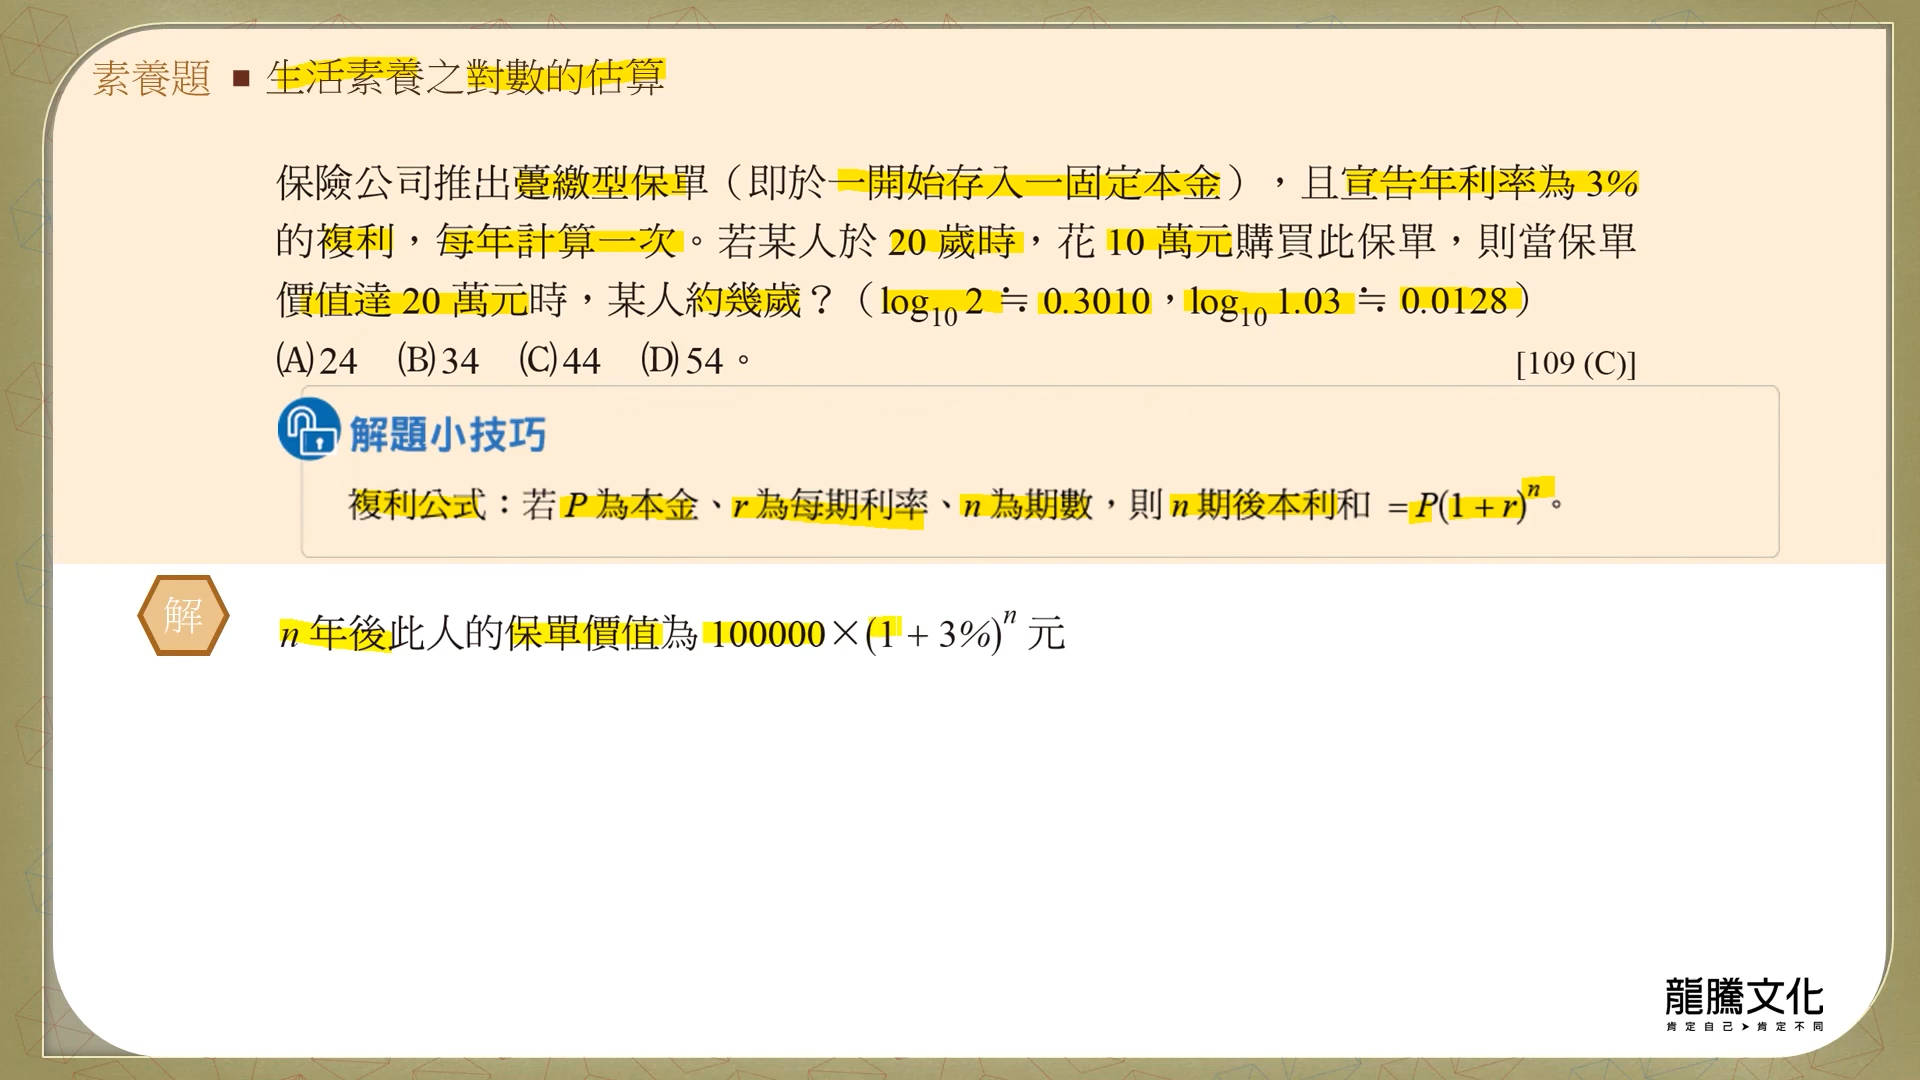 素養題 ■ 生活素養之對數的估算
保險公司推出躉繳型保單（即於一開始存入一固定本金），且宣告年利率為 3%
的複利，每年計算一次。若某人於 20 歲時，花 10 萬元購買此保單，則當保單
價值達 20 萬元時，某人約幾歲？（log₁₀ 2 ≒ 0.3010，log₁₀ 1.03 ≒ 0.0128）
(A)24 (B)34 (C)44 (D)54。 [109 (C)]
解題小技巧
複利公式：若 P 為本金、r 為每期利率、n 為期數，則 n 期後本利和 = P(1 + r)ⁿ。
解
n 年後此人的保單價值為 100000×(1 + 3%)ⁿ 元
龍騰文化
肯定自己➤肯定不同